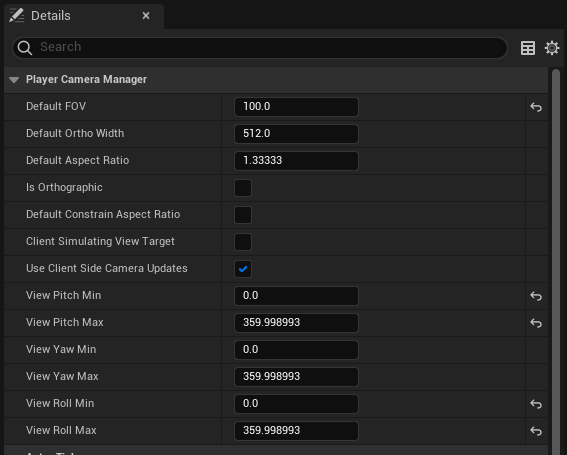 Details
Search
Player Camera Manager
Default FOV 100.0
Default Ortho Width 512.0
Default Aspect Ratio 1.33333
Is Orthographic
Default Constrain Aspect Ratio
Client Simulating View Target
Use Client Side Camera Updates
View Pitch Min 0.0
View Pitch Max 359.998993
View Yaw Min 0.0
View Yaw Max 359.998993
View Roll Min 0.0
View Roll Max 359.998993